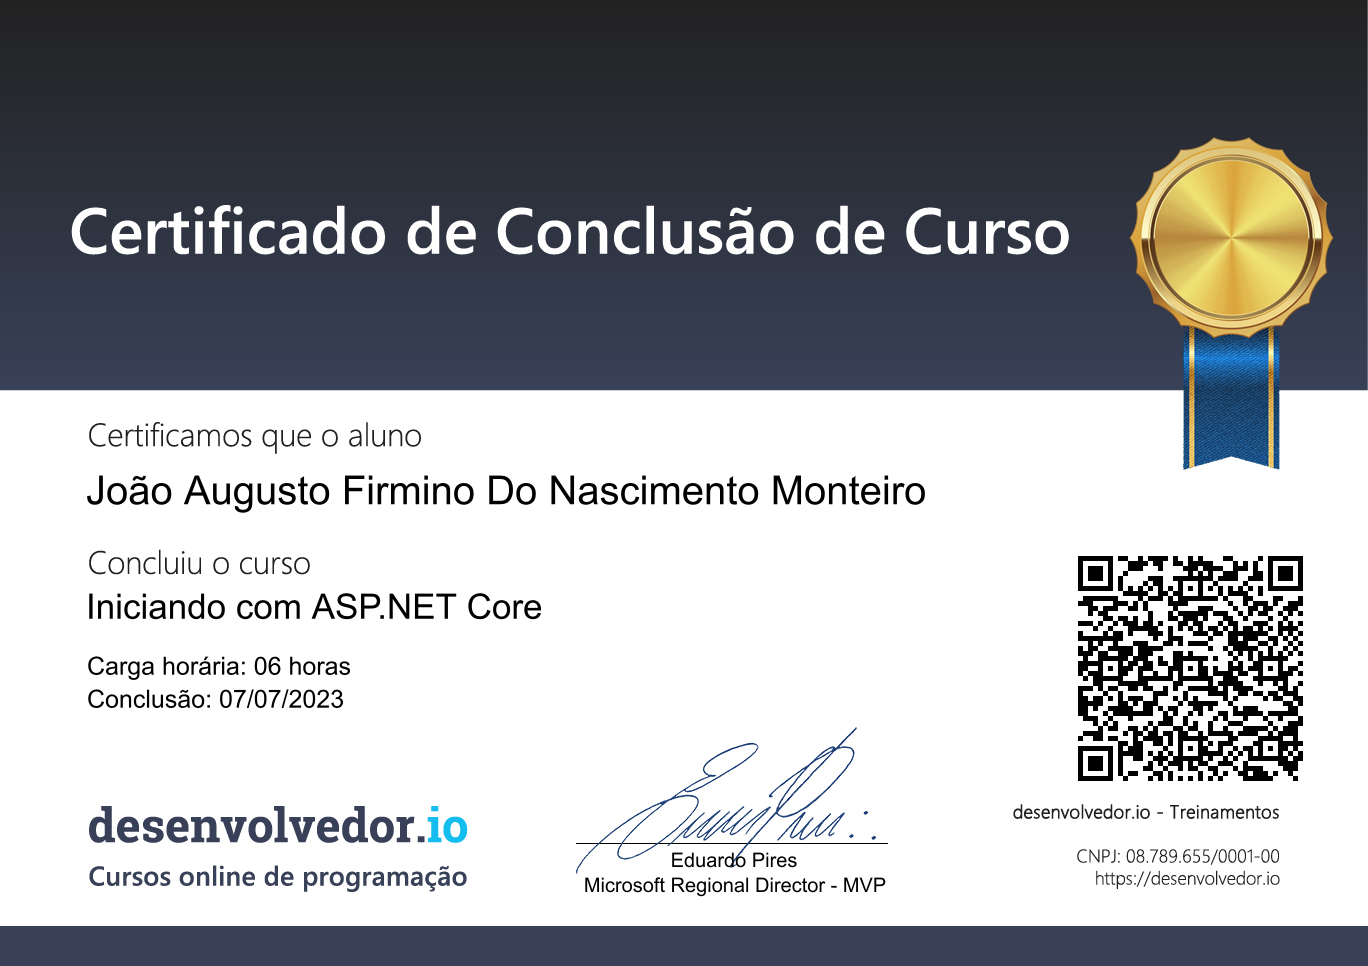 Certificado de Conclusão de Curso
Certificamos que o aluno
João Augusto Firmino Do Nascimento Monteiro
Concluiu o curso
Iniciando com ASP.NET Core
Carga horária: 06 horas
Conclusão: 07/07/2023
desenvolvedor.io
Cursos online de programação
Eduardo Pires
Microsoft Regional Director - MVP
desenvolvedor.io - Treinamentos
CNPJ: 08.789.655/0001-00
https://desenvolvedor.io